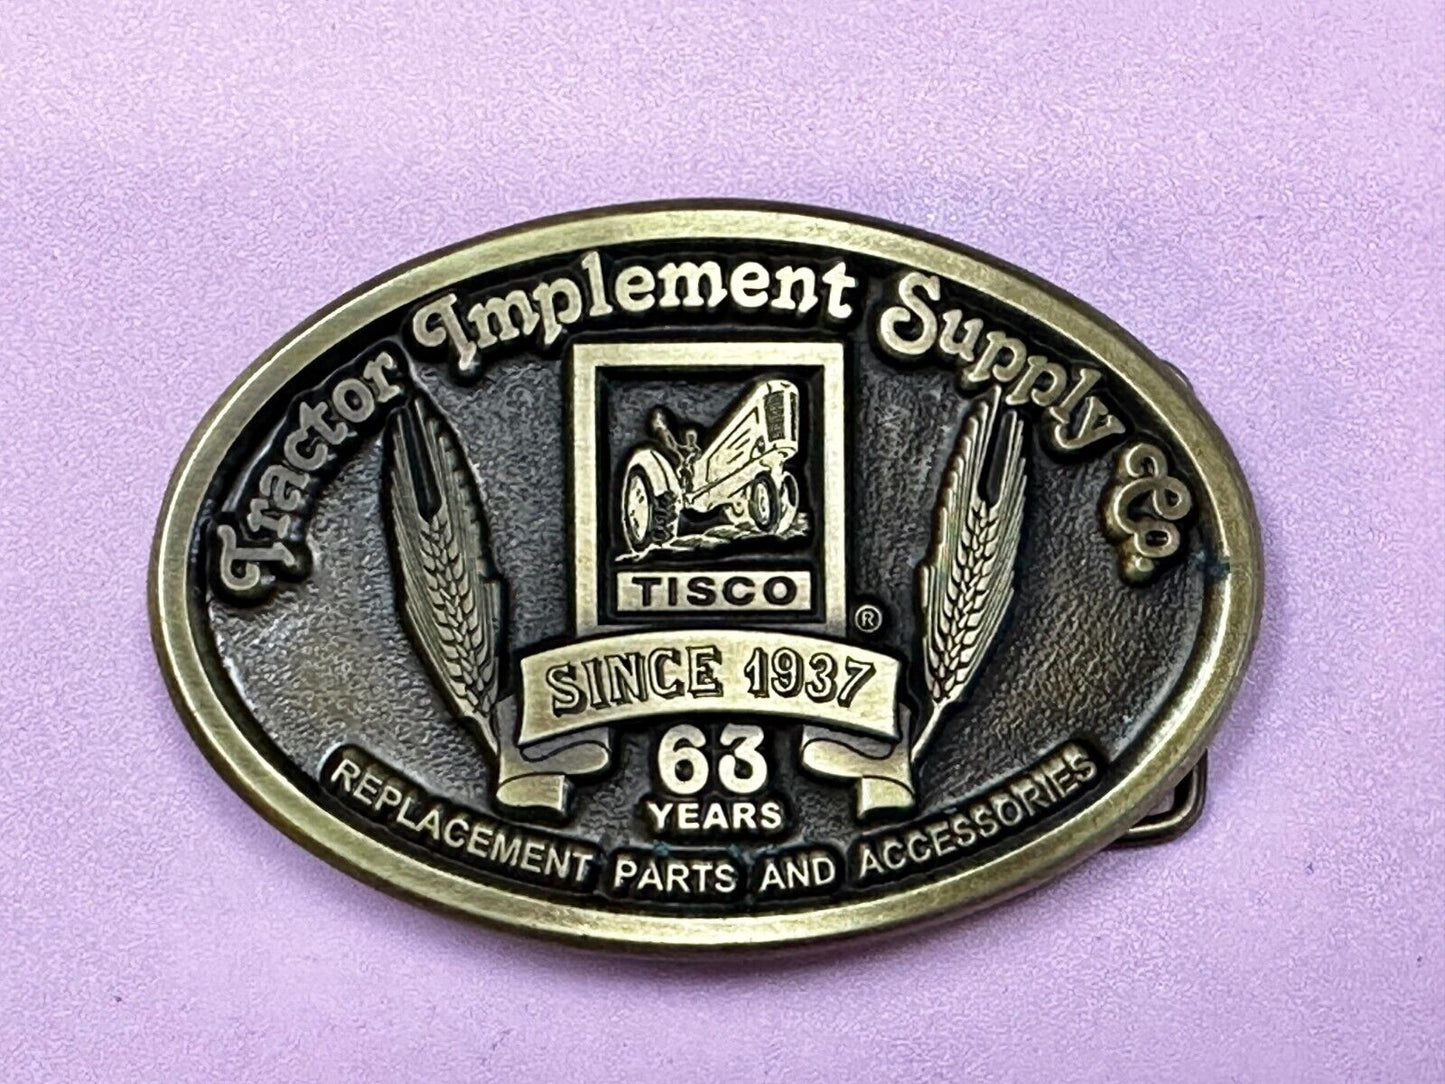 Tractor Implement Supply Co.
TISCO
®
SINCE 1937
63
YEARS
REPLACEMENT PARTS AND ACCESSORIES